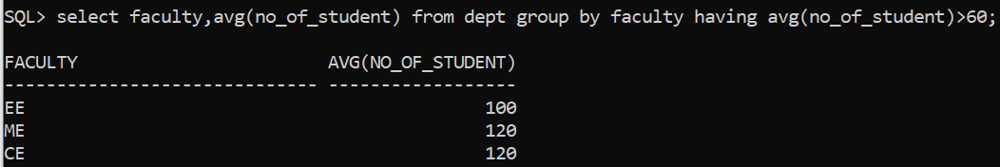 SQL> select faculty,avg(no_of_student) from dept group by faculty having avg(no_of_student)>60;
FACULTY                        AVG(NO_OF_STUDENT)
------------------------------ ------------------
EE                                            100
ME                                            120
CE                                            120